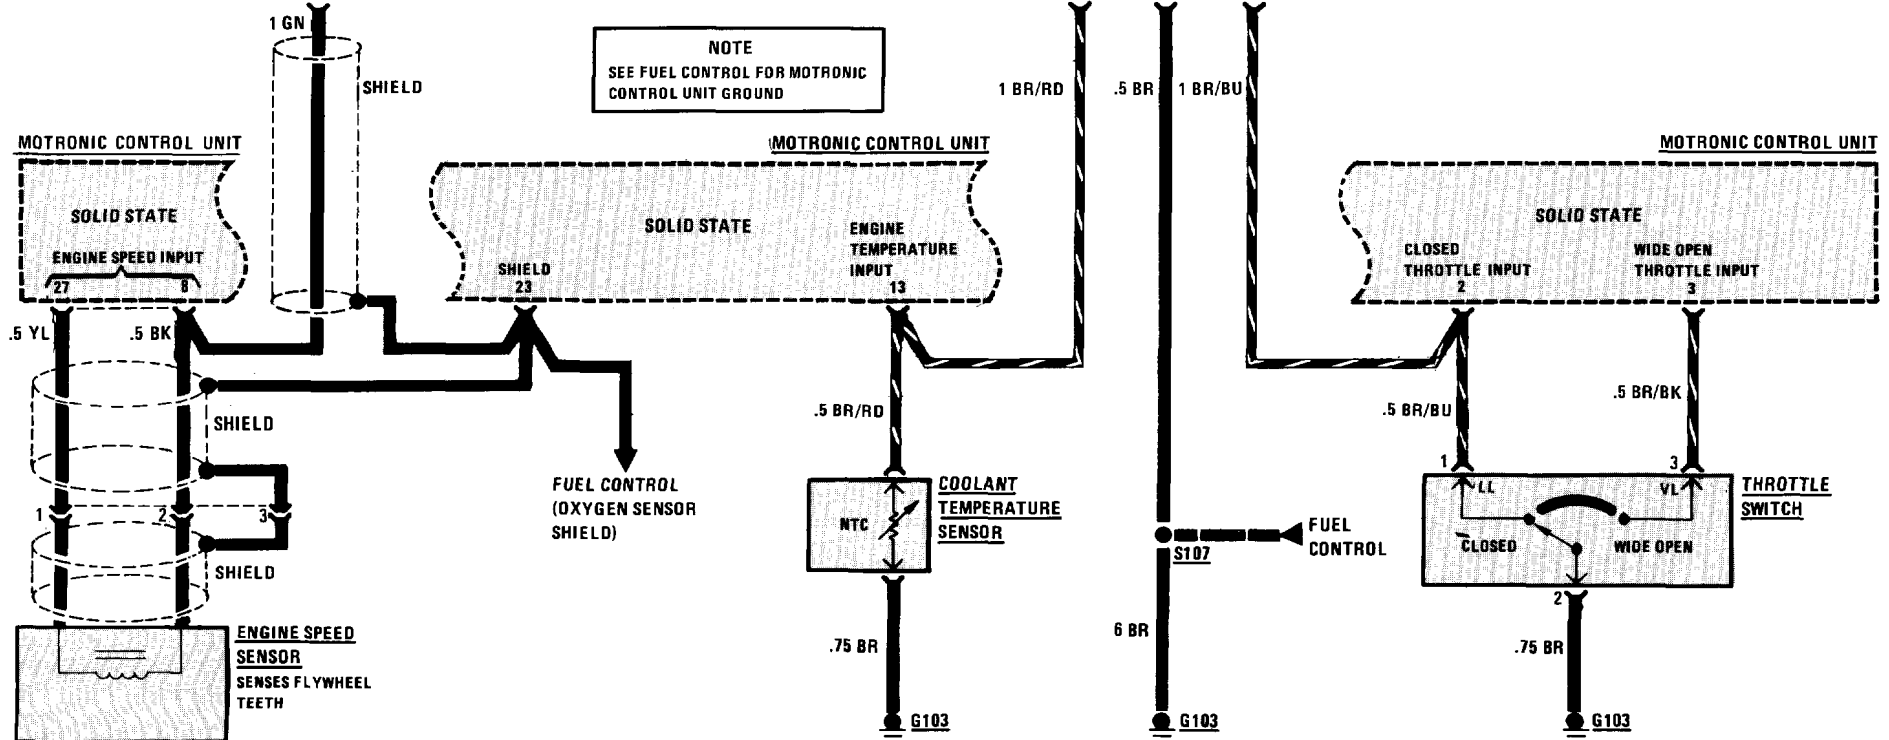 1 GN
SHIELD
NOTE
SEE FUEL CONTROL FOR MOTRONIC
CONTROL UNIT GROUND
1 BR/RD
.5 BR
1 BR/BU
MOTRONIC CONTROL UNIT
SOLID STATE
ENGINE SPEED INPUT
27
8
MOTRONIC CONTROL UNIT
SOLID STATE
SHIELD
23
ENGINE
TEMPERATURE
INPUT
13
MOTRONIC CONTROL UNIT
SOLID STATE
CLOSED
THROTTLE INPUT
2
WIDE OPEN
THROTTLE INPUT
3
.5 YL
.5 BK
SHIELD
1
2
3
SHIELD
ENGINE SPEED
SENSOR
SENSES FLYWHEEL
TEETH
FUEL CONTROL
(OXYGEN SENSOR
SHIELD)
.5 BR/RD
NTC
COOLANT
TEMPERATURE
SENSOR
.75 BR
G103
S107
FUEL
CONTROL
6 BR
G103
.5 BR/BU
.5 BR/BK
1
3
LL
VL
CLOSED
WIDE OPEN
THROTTLE
SWITCH
2
.75 BR
G103